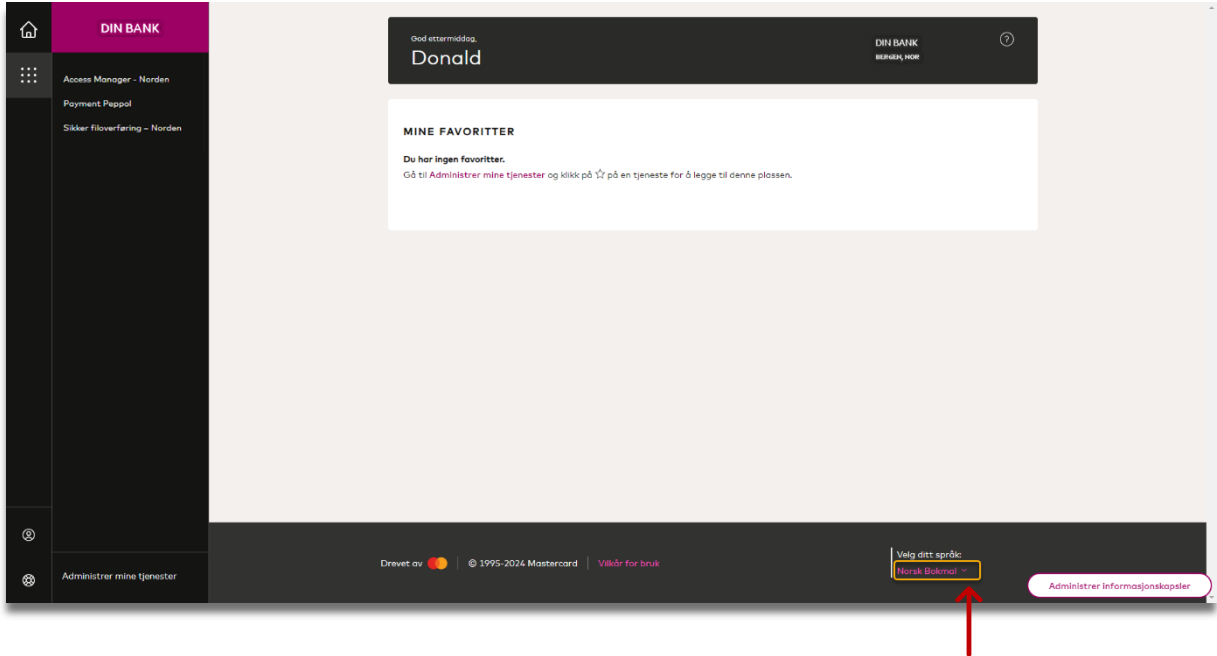 DIN BANK
Access Manager - Norden
Payment Peppol
Sikker filoverføring – Norden
Administrer mine tjenester
God ettermiddag,
Donald
DIN BANK
BERGEN, NOR
?
MINE FAVORITTER
Du har ingen favoritter.
Gå til Administrer mine tjenester og klikk på ☆ på en tjeneste for å legge til denne plassen.
Drevet av | © 1995-2024 Mastercard | Vilkår for bruk
Velg ditt språk:
Norsk Bokmal
Administrer informasjonskapsler